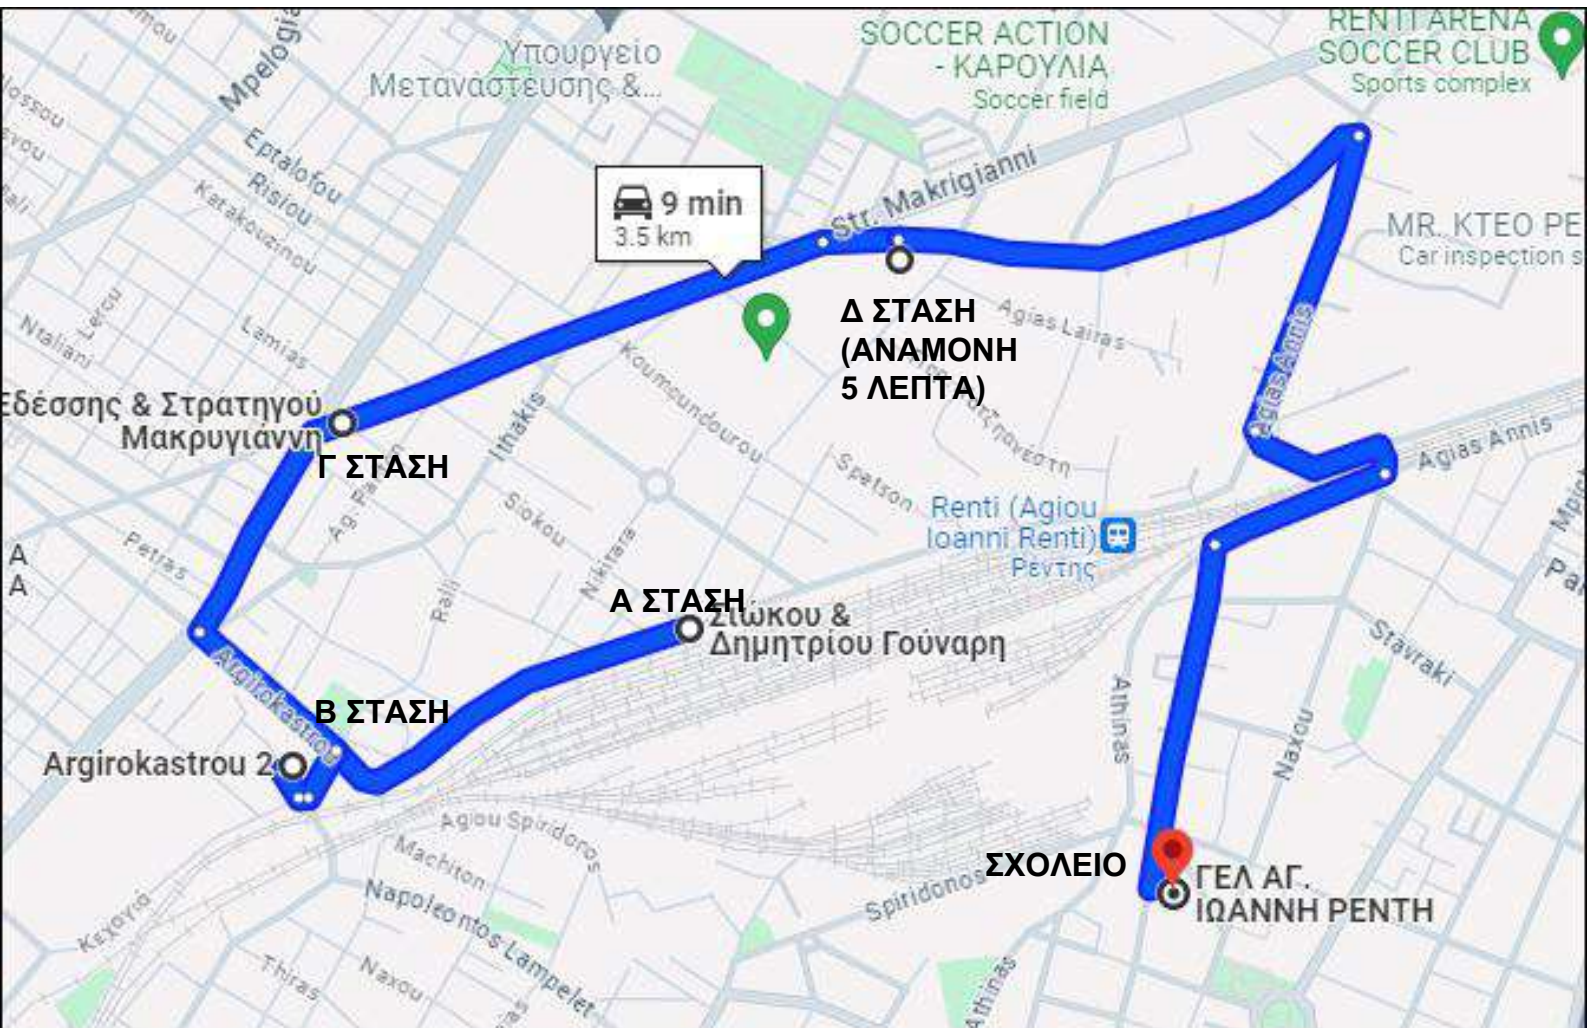 Mpelogia
Υπουργείο
Μετανάστευσης &...
SOCCER ACTION
- ΚΑΡΟΥΛΙΑ
Soccer field
RENTI ARENA
SOCCER CLUB
Sports complex
Eptalofou
Risiou
Karakouzinou
9 min
3.5 km
Str. Makrigianni
MR. KTEO PE
Car inspection s
Lerou
Ntaliani
Lamias
Δ ΣΤΑΣΗ
(ΑΝΑΜΟΝΗ
5 ΛΕΠΤΑ)
Agias Lairas
Agias Annis
Koumoundourou
Εδέσσης & Στρατηγού
Μακρυγιάννη
Γ ΣΤΑΣΗ
Ithakis
Agias Annis
Spetson
Siokou
Nikitara
Renti (Agiou
Ioanni Renti)
Ρέντης
Petras
A
A
Ralli
Α ΣΤΑΣΗ
Σιώκου &
Δημητρίου Γούναρη
Stavraki
Argirokastrou
Β ΣΤΑΣΗ
Athinas
Naxou
Argirokastrou 2
Agiou Spiridonos
Machiton
ΣΧΟΛΕΙΟ
ΓΕΛ ΑΓ.
ΙΩΑΝΝΗ ΡΕΝΤΗ
Spiridonos
Κεχαγιά
Napoleontos Lampelet
Thiras
Naxou
Athinas